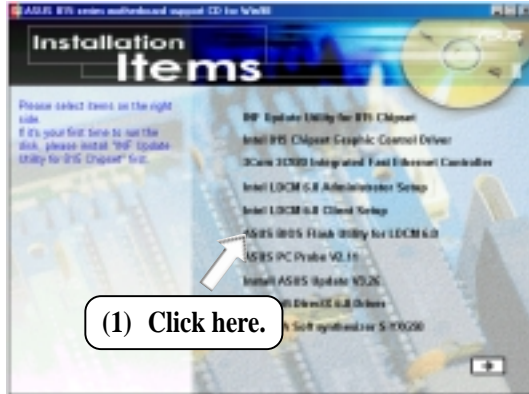 ASUS 815 series motherboard support CD for Win98
ASUS
Installation
Items
Please select items on the right
side.
If it's your first time to run the
disk, please install "INF Update
Utility for 815 Chipset" first.
INF Update Utility for 815 Chipset
Intel 815 Chipset Graphic Control Driver
3Com 3C920 Integrated Fast Ethernet Controller
Intel LDCM 6.0 Administrator Setup
Intel LDCM 6.0 Client Setup
ASUS BIOS Flash Utility for LDCM 6.0
ASUS PC Probe V2.11
Install ASUS Update V3.26
DirectX 8.0 Drivers
Soft synthesizer S-YXG50
(1) Click here.